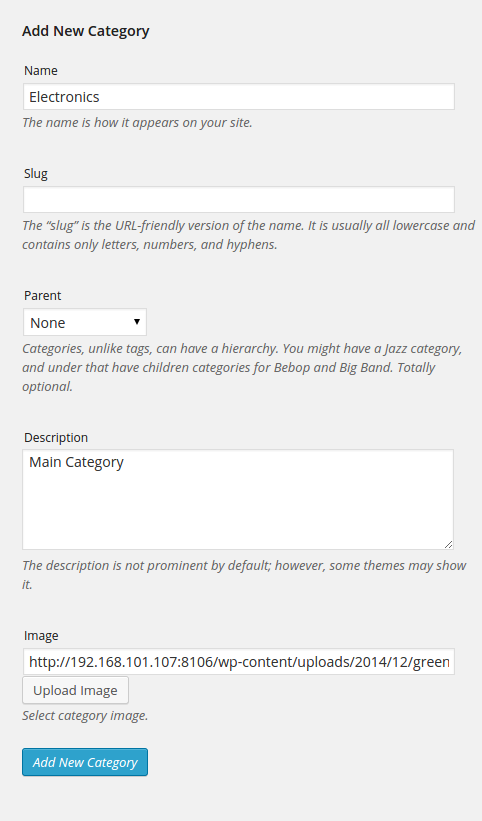 Add New Category
Name
Electronics
The name is how it appears on your site.
Slug
The “slug” is the URL-friendly version of the name. It is usually all lowercase and
contains only letters, numbers, and hyphens.
Parent
None
Categories, unlike tags, can have a hierarchy. You might have a Jazz category,
and under that have children categories for Bebop and Big Band. Totally
optional.
Description
Main Category
The description is not prominent by default; however, some themes may show
it.
Image
http://192.168.101.107:8106/wp-content/uploads/2014/12/green
Upload Image
Select category image.
Add New Category